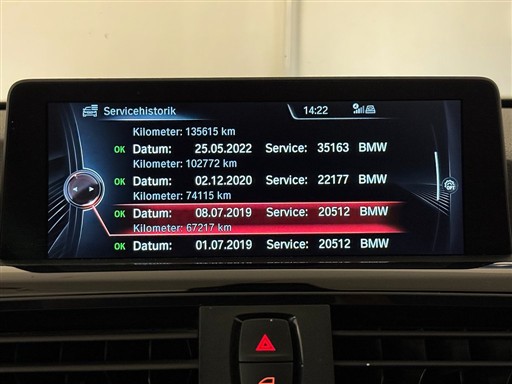 Servicehistorik 14:22
Kilometer: 135615 km
OK Datum: 25.05.2022 Service: 35163 BMW
Kilometer: 102772 km
OK Datum: 02.12.2020 Service: 22177 BMW
Kilometer: 74115 km
OK Datum: 08.07.2019 Service: 20512 BMW
Kilometer: 67217 km
OK Datum: 01.07.2019 Service: 20512 BMW